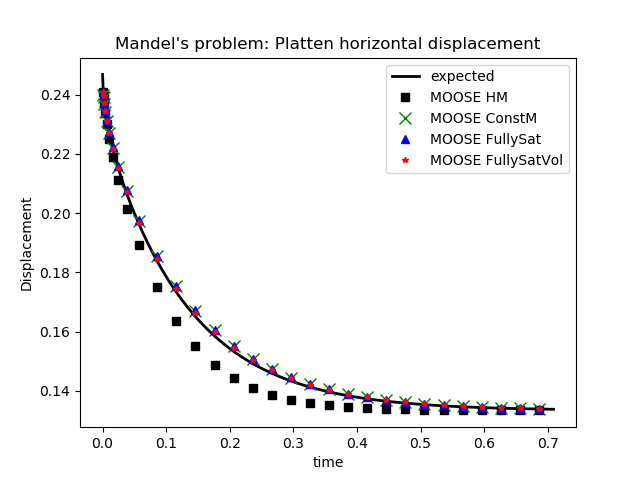 Mandel's problem: Platten horizontal displacement
expected
MOOSE HM
MOOSE ConstM
MOOSE FullySat
MOOSE FullySatVol
Displacement
0.24
0.22
0.20
0.18
0.16
0.14
0.0 0.1 0.2 0.3 0.4 0.5 0.6 0.7
time